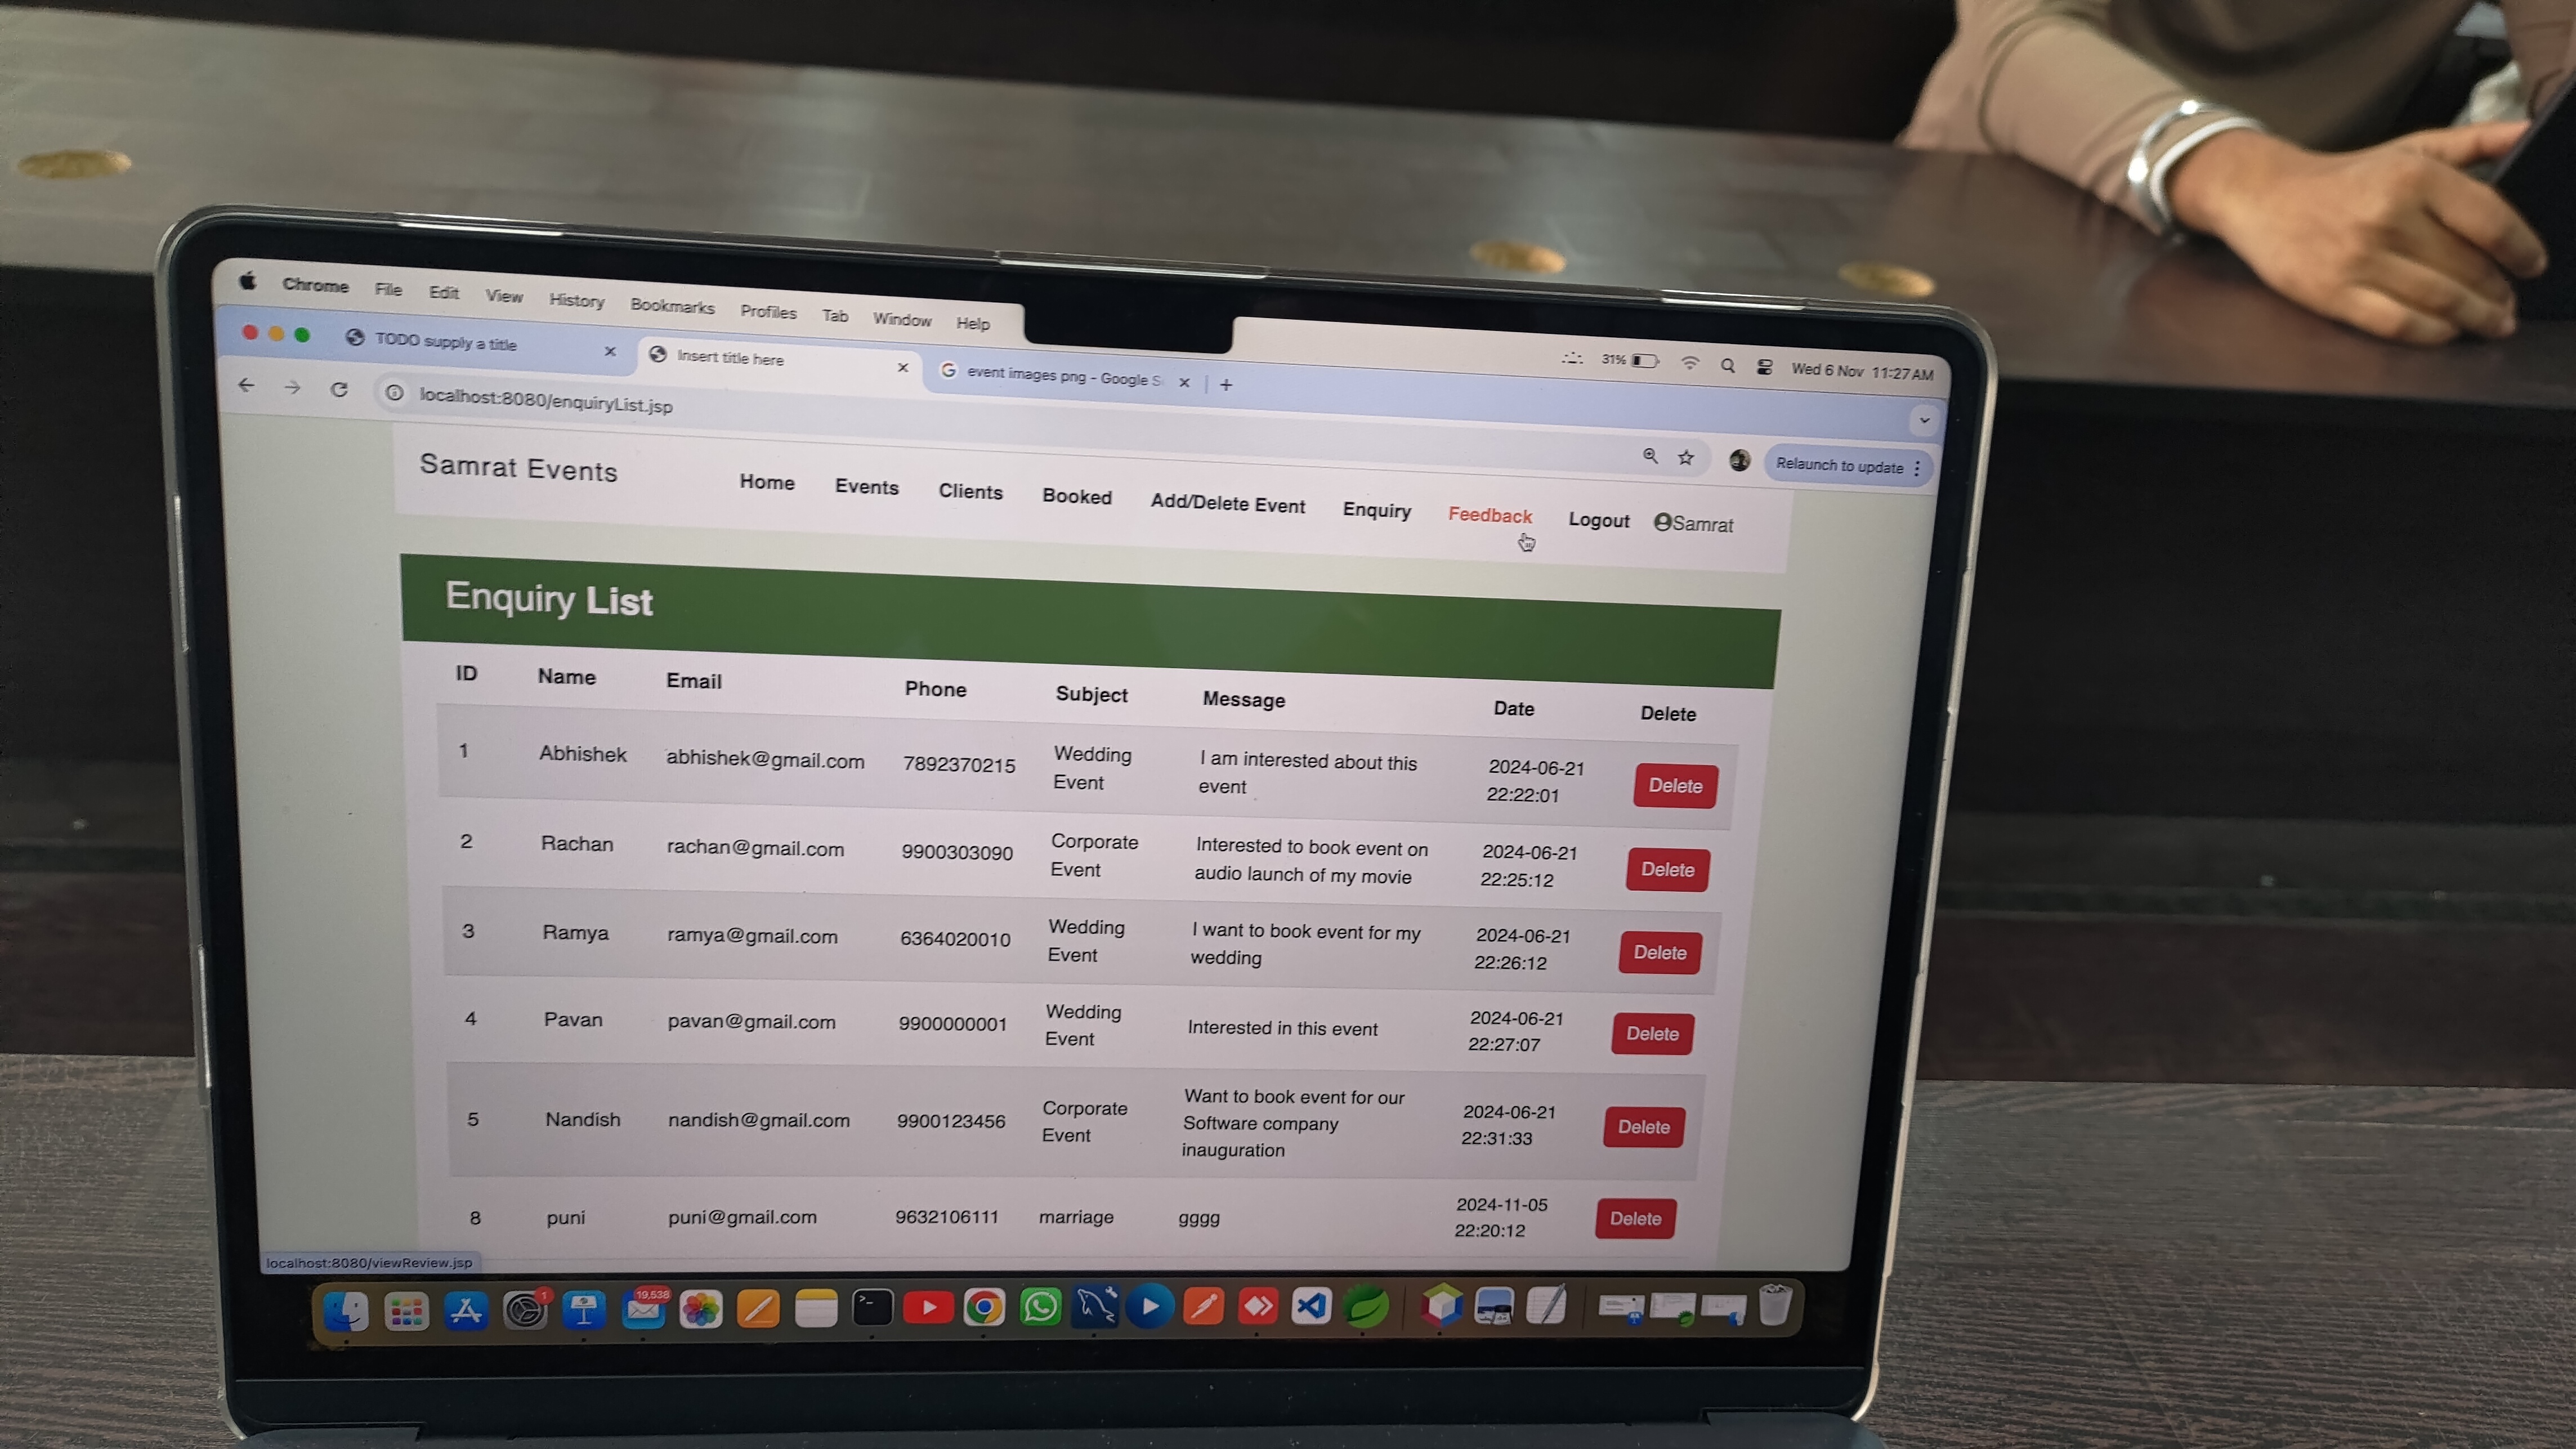 Chrome File Edit View History Bookmarks Profiles Tab Window Help
31% Wed 6 Nov 11:27 AM
TODO supply a title
Insert title here
event images png - Google S
localhost:8080/enquiryList.jsp
Relaunch to update
Samrat Events
Home Events Clients Booked Add/Delete Event Enquiry Feedback Logout Samrat
Enquiry List
ID Name Email Phone Subject Message Date Delete
1 Abhishek abhishek@gmail.com 7892370215 Wedding Event I am interested about this event 2024-06-21 22:22:01 Delete
2 Rachan rachan@gmail.com 9900303090 Corporate Event Interested to book event on audio launch of my movie 2024-06-21 22:25:12 Delete
3 Ramya ramya@gmail.com 6364020010 Wedding Event I want to book event for my wedding 2024-06-21 22:26:12 Delete
4 Pavan pavan@gmail.com 9900000001 Wedding Event Interested in this event 2024-06-21 22:27:07 Delete
5 Nandish nandish@gmail.com 9900123456 Corporate Event Want to book event for our Software company inauguration 2024-06-21 22:31:33 Delete
8 puni puni@gmail.com 9632106111 marriage gggg 2024-11-05 22:20:12 Delete
localhost:8080/viewReview.jsp
1
19,538